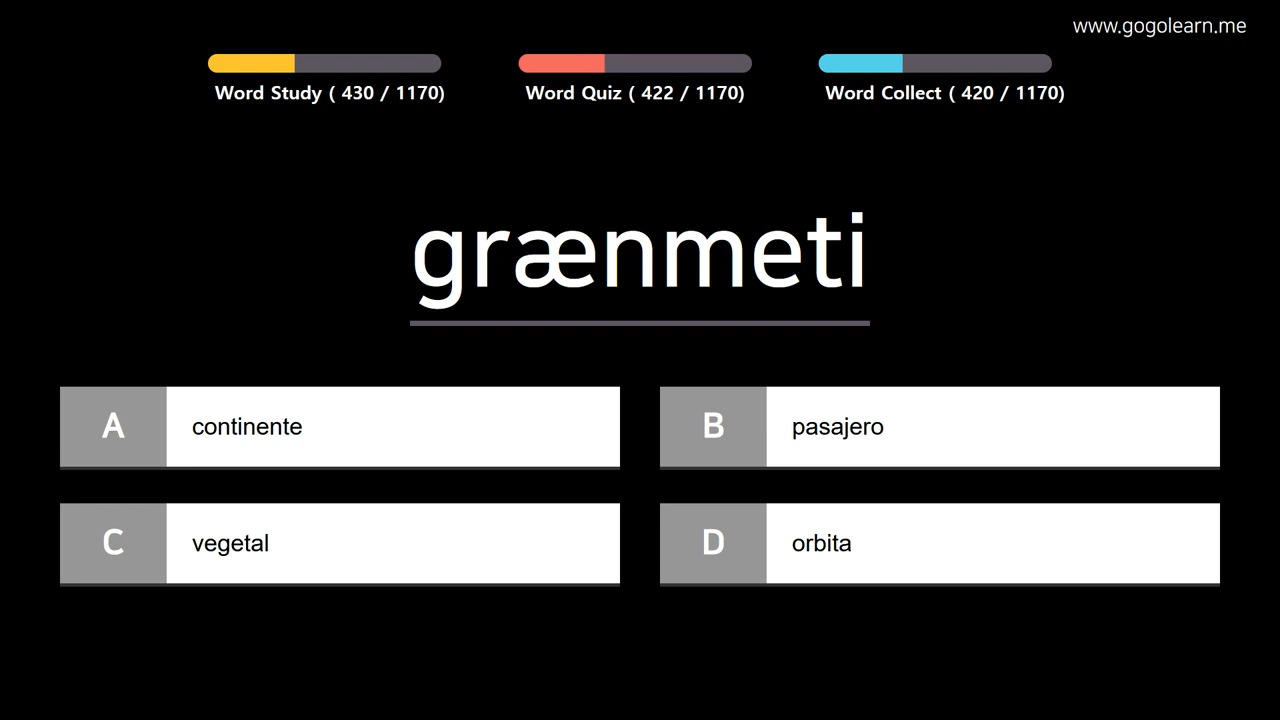 www.gogolearn.me
Word Study ( 430 / 1170)
Word Quiz ( 422 / 1170)
Word Collect ( 420 / 1170)
grænmeti
A
continente
B
pasajero
C
vegetal
D
orbita